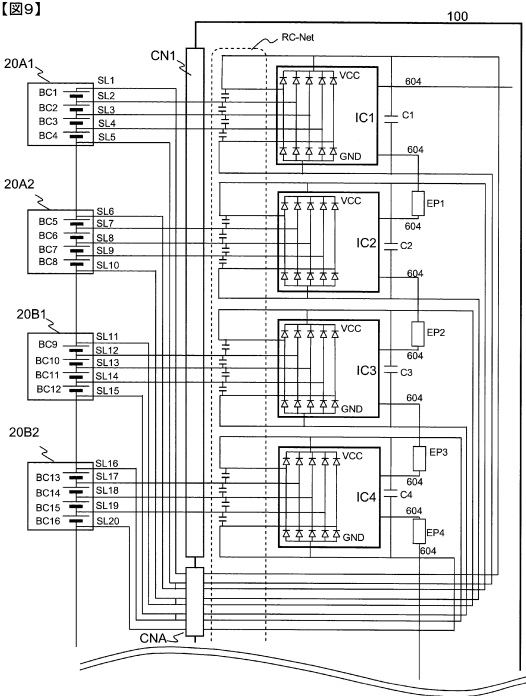 【図9】
100
RC-Net
CN1
20A1
SL1
BC1
SL2
BC2
SL3
BC3
SL4
BC4
SL5
VCC
604
IC1
C1
GND
604
20A2
EP1
604
SL6
BC5
SL7
BC6
SL8
BC7
SL9
BC8
SL10
VCC
IC2
C2
GND
604
20B1
EP2
604
SL11
BC9
SL12
BC10
SL13
BC11
SL14
BC12
SL15
VCC
IC3
C3
GND
604
20B2
EP3
604
SL16
BC13
SL17
BC14
SL18
BC15
SL19
BC16
SL20
VCC
IC4
C4
604
GND
EP4
604
CNA